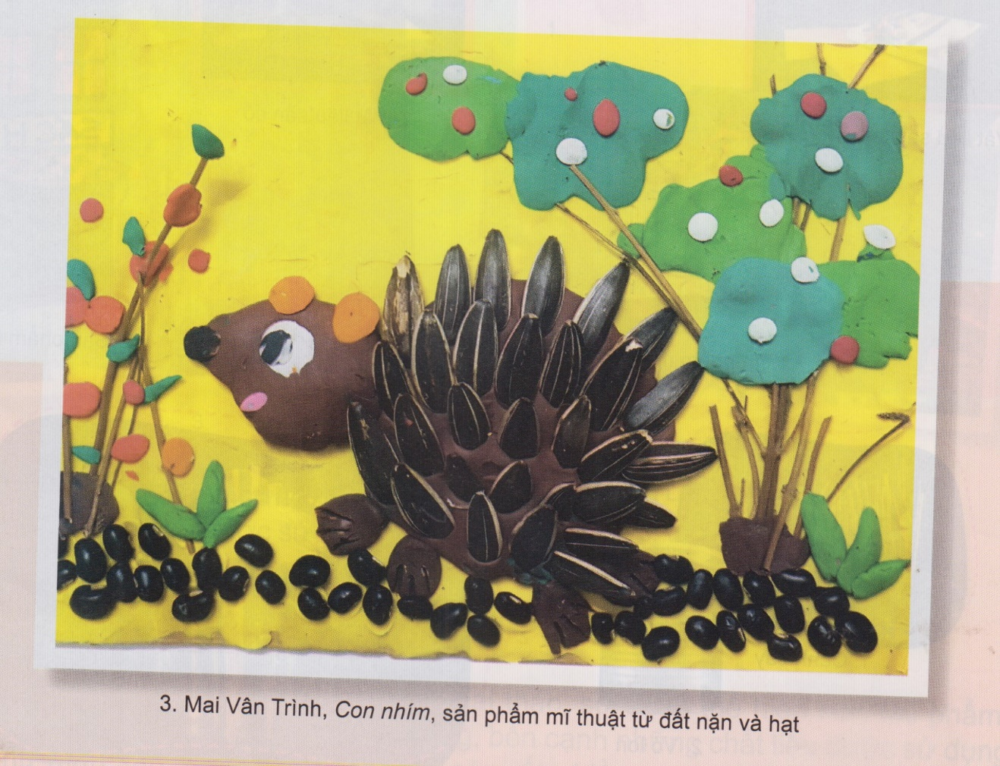 3. Mai Vân Trình, Con nhím, sản phẩm mĩ thuật từ đất nặn và hạt